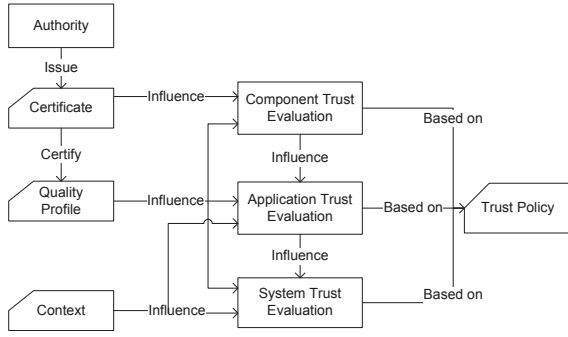 Authority
Issue
Certificate
Influence
Component Trust
Evaluation
Based on
Certify
Influence
Quality
Profile
Influence
Application Trust
Evaluation
Based on
Trust Policy
Influence
Context
Influence
System Trust
Evaluation
Based on